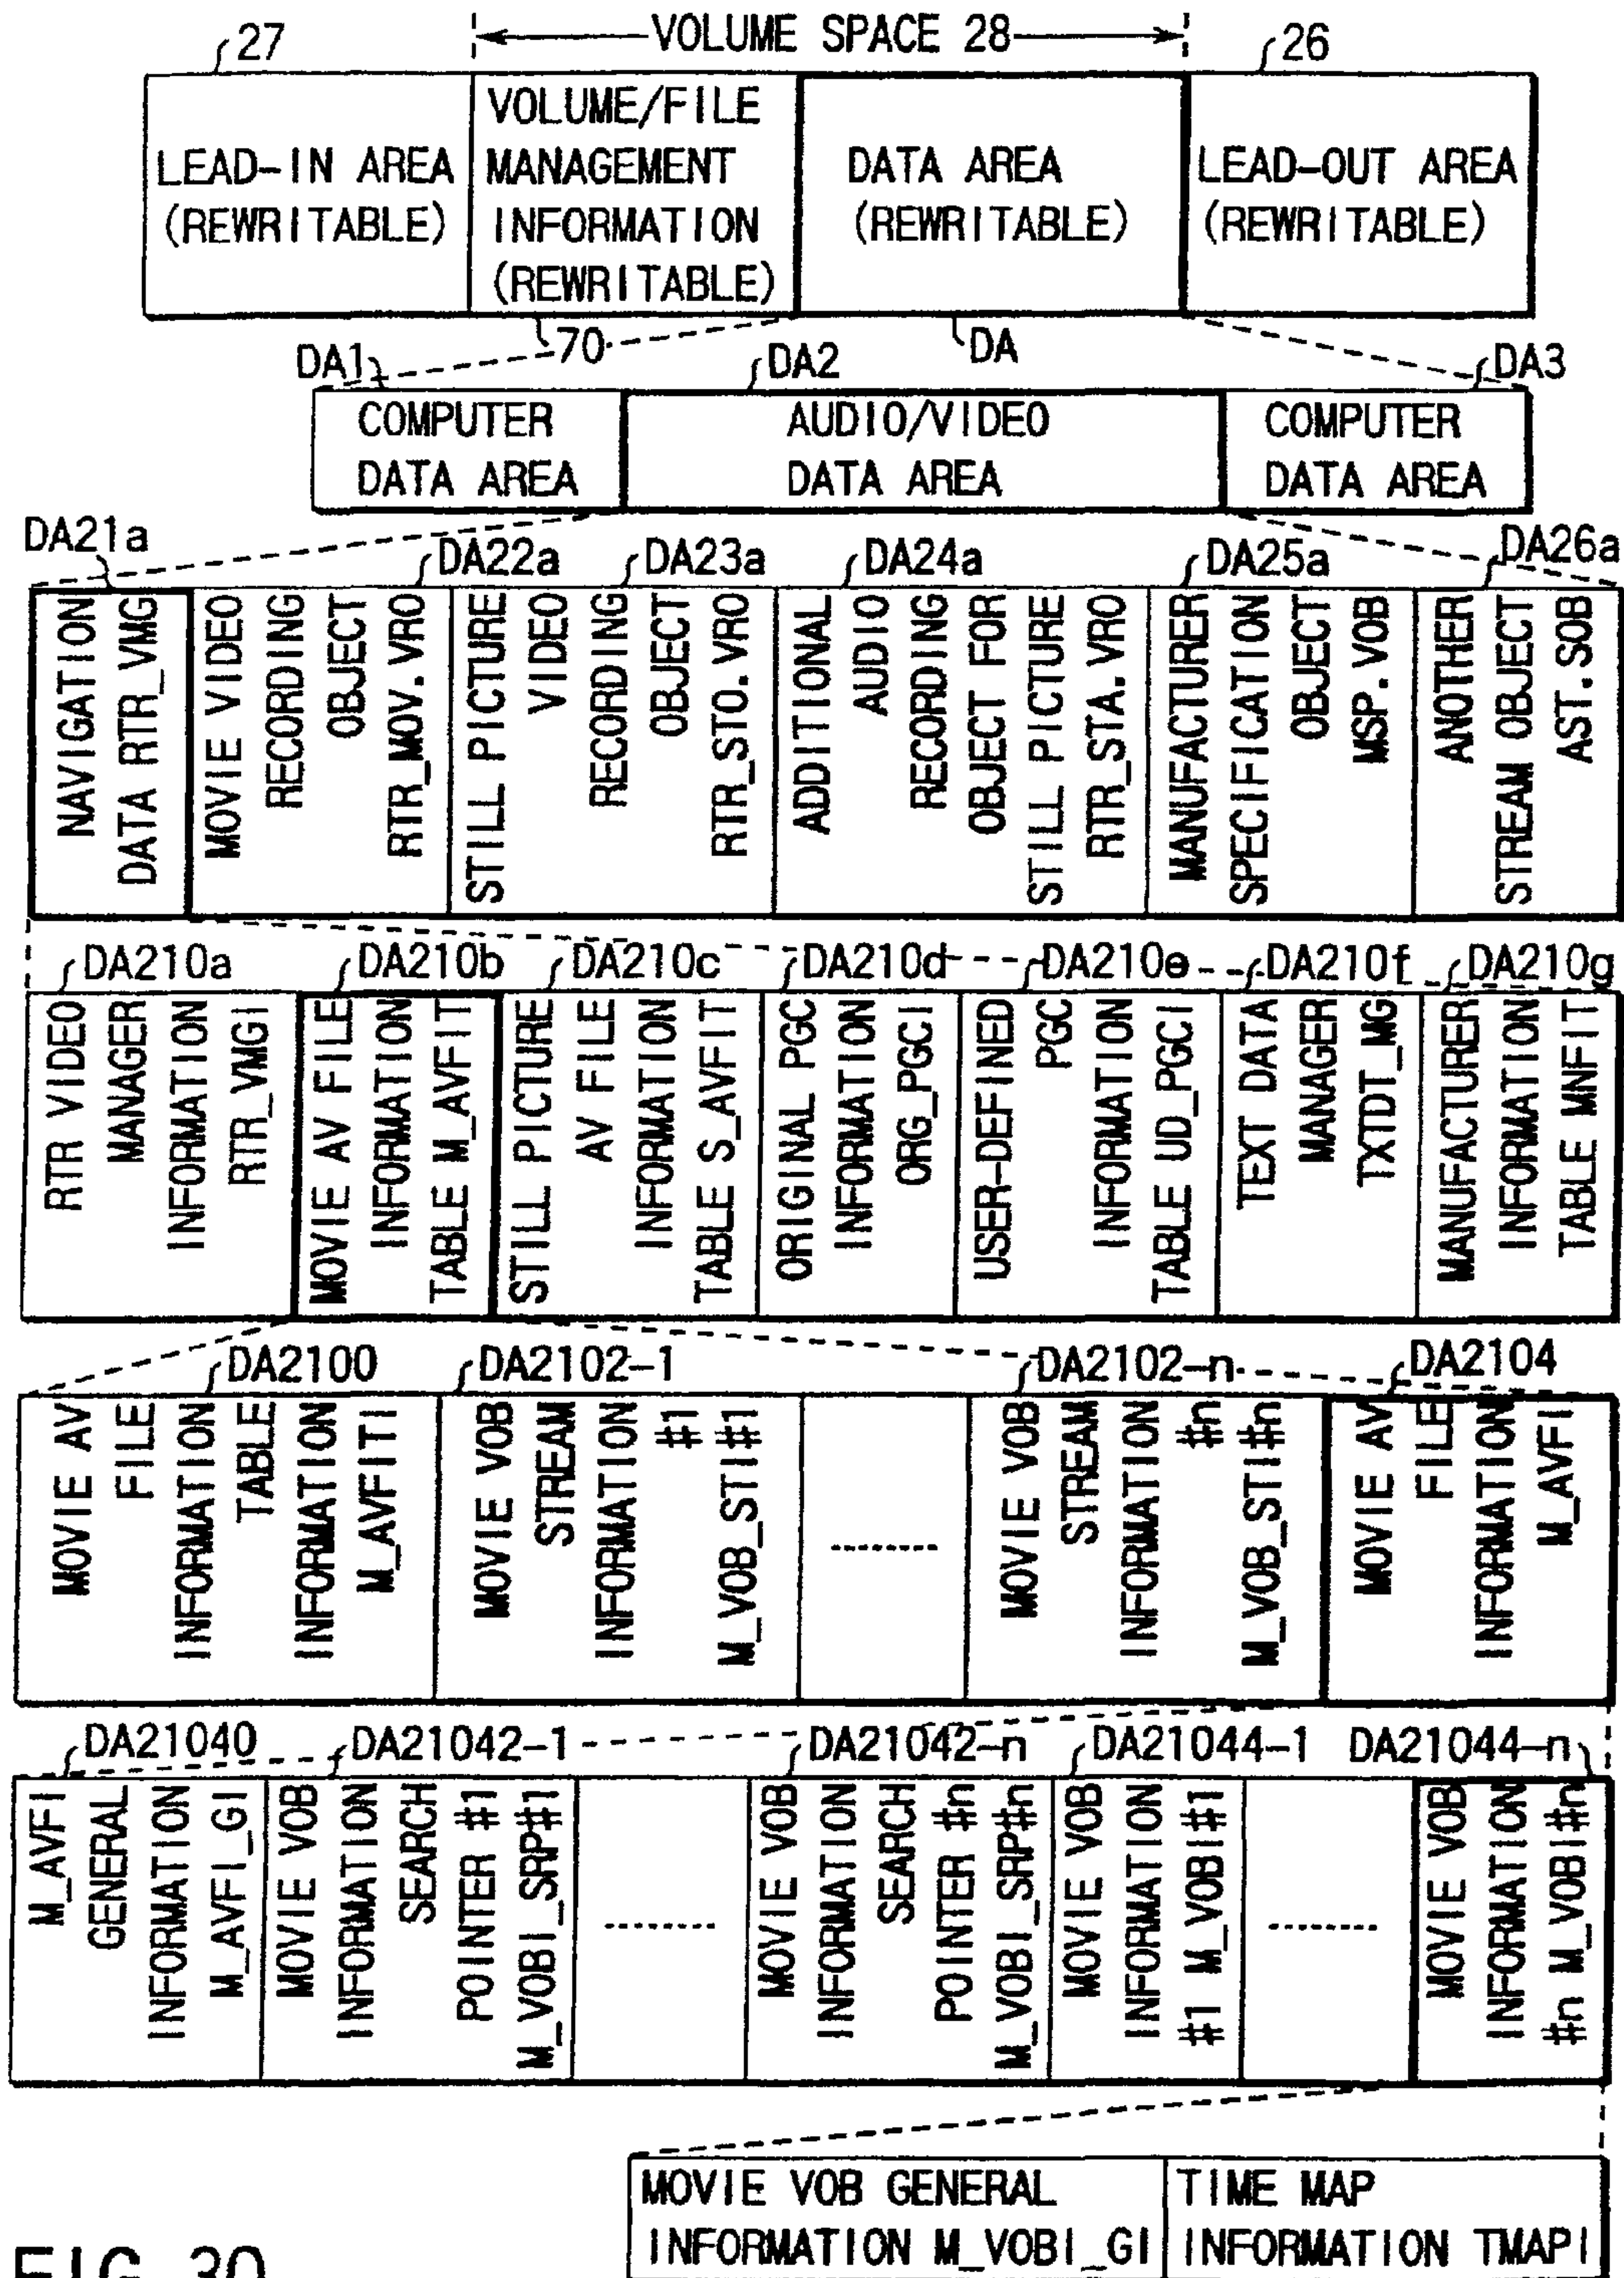 27
VOLUME SPACE 28
26
LEAD-IN AREA
(REWRITABLE)
VOLUME/FILE
MANAGEMENT
INFORMATION
(REWRITABLE)
DATA AREA
(REWRITABLE)
LEAD-OUT AREA
(REWRITABLE)
70
DA
DA1
DA2
DA3
COMPUTER
DATA AREA
AUDIO/VIDEO
DATA AREA
COMPUTER
DATA AREA
DA21a
DA22a
DA23a
DA24a
DA25a
DA26a
NAVIGATION
DATA RTR_VMG
MOVIE VIDEO
RECORDING
OBJECT
RTR_MOV.VRO
STILL PICTURE
VIDEO
RECORDING
OBJECT
RTR_STO.VRO
ADDITIONAL
AUDIO
RECORDING
OBJECT FOR
STILL PICTURE
RTR_STA.VRO
MANUFACTURER
SPECIFICATION
OBJECT
MSP.VOB
ANOTHER
STREAM OBJECT
AST.SOB
DA210a
DA210b
DA210c
DA210d
DA210e
DA210f
DA210g
RTR VIDEO
MANAGER
INFORMATION
RTR_VMGI
MOVIE AV FILE
INFORMATION
TABLE M_AVFIT
STILL PICTURE
AV FILE
INFORMATION
TABLE S_AVFIT
ORIGINAL PGC
INFORMATION
ORG_PGCI
USER-DEFINED
PGC
INFORMATION
TABLE UD_PGCI
TEXT DATA
MANAGER
TXTDT_MG
MANUFACTURER
INFORMATION
TABLE MNFIT
DA2100
DA2102-1
DA2102-n
DA2104
MOVIE AV
FILE
INFORMATION
TABLE
INFORMATION
M_AVFITI
MOVIE VOB
STREAM
INFORMATION
#1
M_VOB_STI#1
MOVIE VOB
STREAM
INFORMATION
#n
M_VOB_STI#n
MOVIE AV
FILE
INFORMATION
M_AVFI
DA21040
DA21042-1
DA21042-n
DA21044-1
DA21044-n
M_AVFI
GENERAL
INFORMATION
M_AVFI_GI
MOVIE VOB
INFORMATION
SEARCH
POINTER #1
M_VOBI_SRP#1
MOVIE VOB
INFORMATION
SEARCH
POINTER #n
M_VOBI_SRP#n
MOVIE VOB
INFORMATION
#1 M_VOBI#1
MOVIE VOB
INFORMATION
#n M_VOBI#n
MOVIE VOB GENERAL
INFORMATION M_VOBI_GI
TIME MAP
INFORMATION TMAPI
FIG. 30